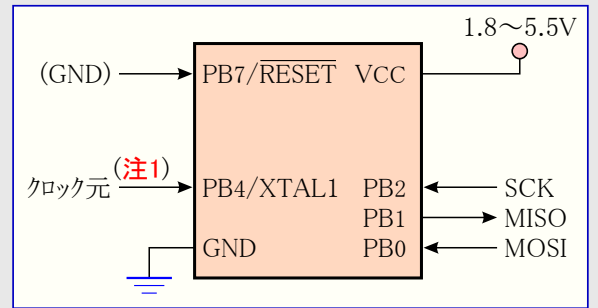 1.8～5.5V
(GND) PB7/RESET VCC
クロック元 (注1) PB4/XTAL1 PB2 SCK
PB1 MISO
GND PB0 MOSI